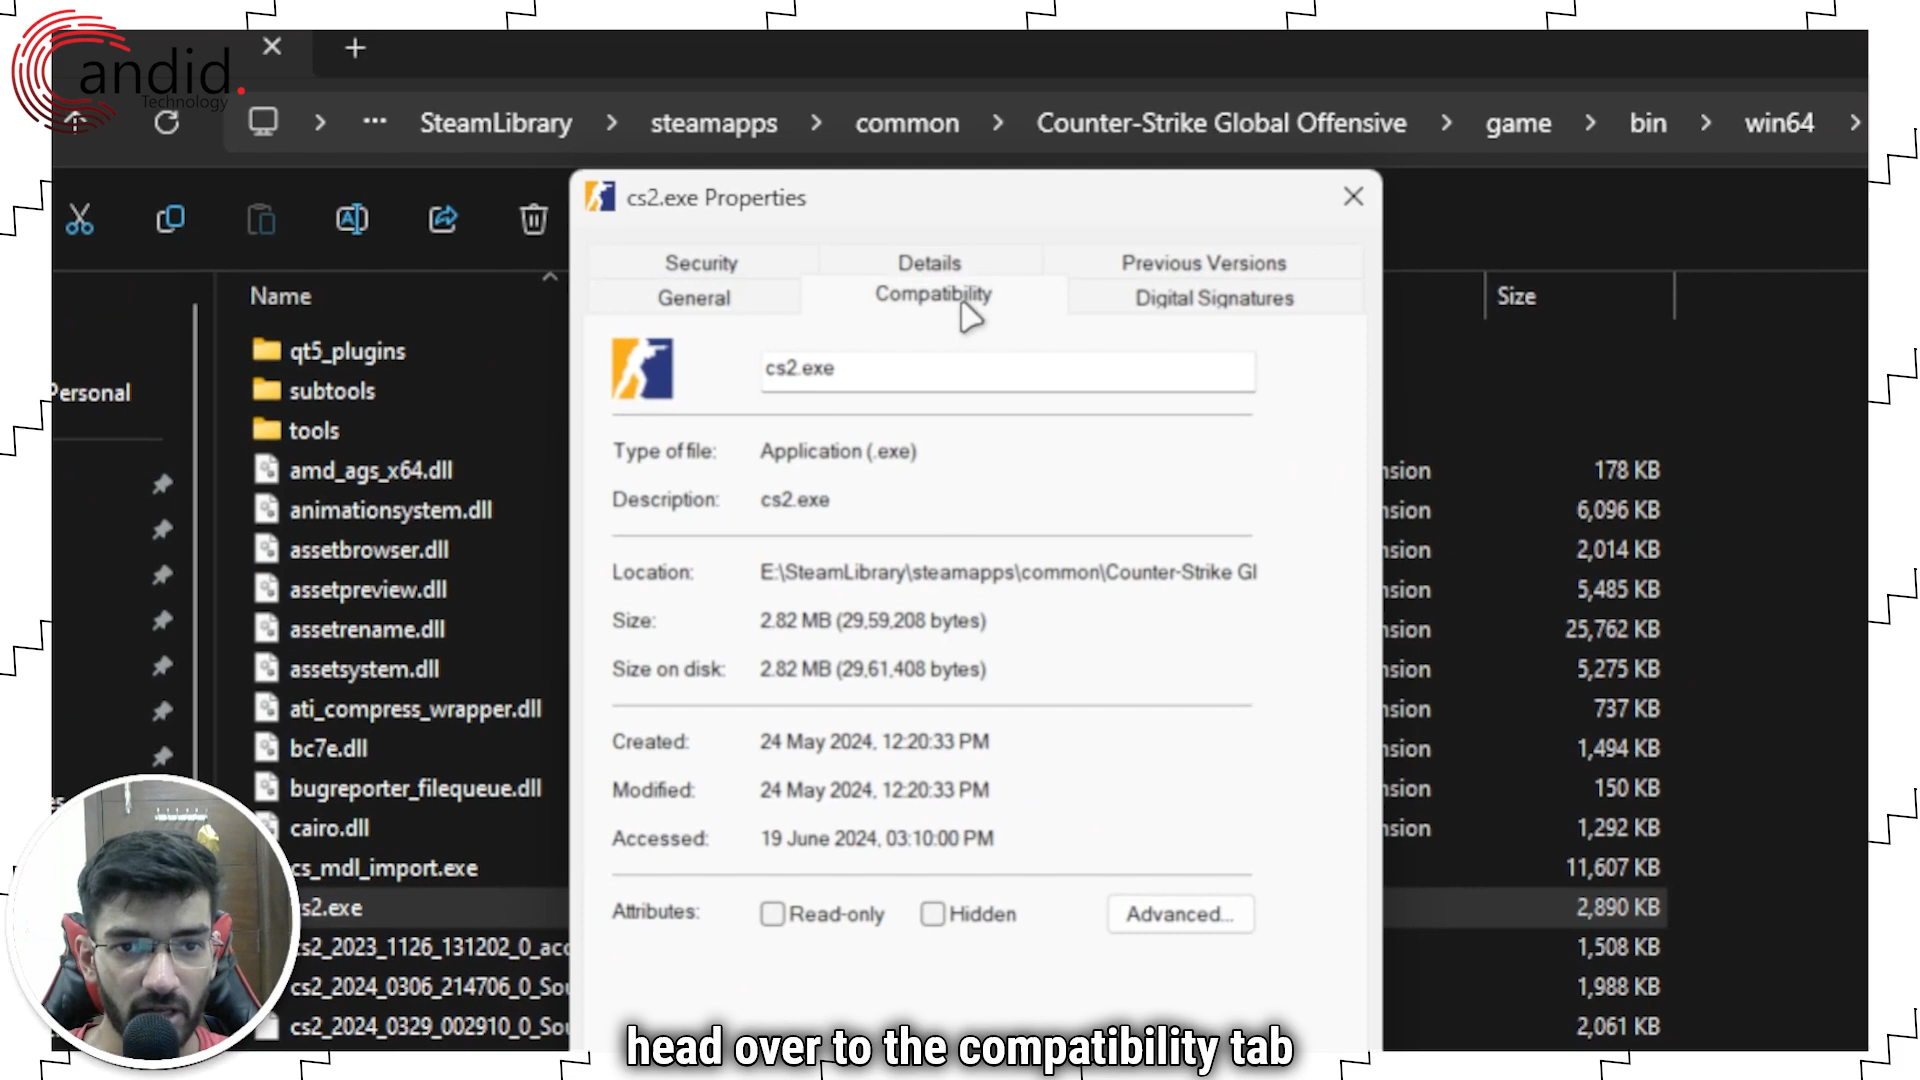 Candid.
Technology
SteamLibrary > steamapps > common > Counter-Strike Global Offensive > game > bin > win64 >
cs2.exe Properties
Security Details Previous Versions
General Compatibility Digital Signatures
Name
Size
cs2.exe
Type of file: Application (.exe)
Description: cs2.exe
Location: E:\SteamLibrary\steamapps\common\Counter-Strike Gl
Size: 2.82 MB (29,59,208 bytes)
Size on disk: 2.82 MB (29,61,408 bytes)
Created: 24 May 2024, 12:20:33 PM
Modified: 24 May 2024, 12:20:33 PM
Accessed: 19 June 2024, 03:10:00 PM
Attributes: Read-only Hidden Advanced...
Personal
qt5_plugins
subtools
tools
amd_ags_x64.dll nsion 178 KB
animationsystem.dll nsion 6,096 KB
assetbrowser.dll nsion 2,014 KB
assetpreview.dll nsion 5,485 KB
assetrename.dll nsion 25,762 KB
assetsystem.dll nsion 5,275 KB
ati_compress_wrapper.dll nsion 737 KB
bc7e.dll nsion 1,494 KB
bugreporter_filequeue.dll nsion 150 KB
cairo.dll nsion 1,292 KB
cs_mdl_import.exe 11,607 KB
s2.exe 2,890 KB
cs2_2023_1126_131202_0_acc 1,508 KB
cs2_2024_0306_214706_0_Sou 1,988 KB
cs2_2024_0329_002910_0_Sou 2,061 KB
head over to the compatibility tab